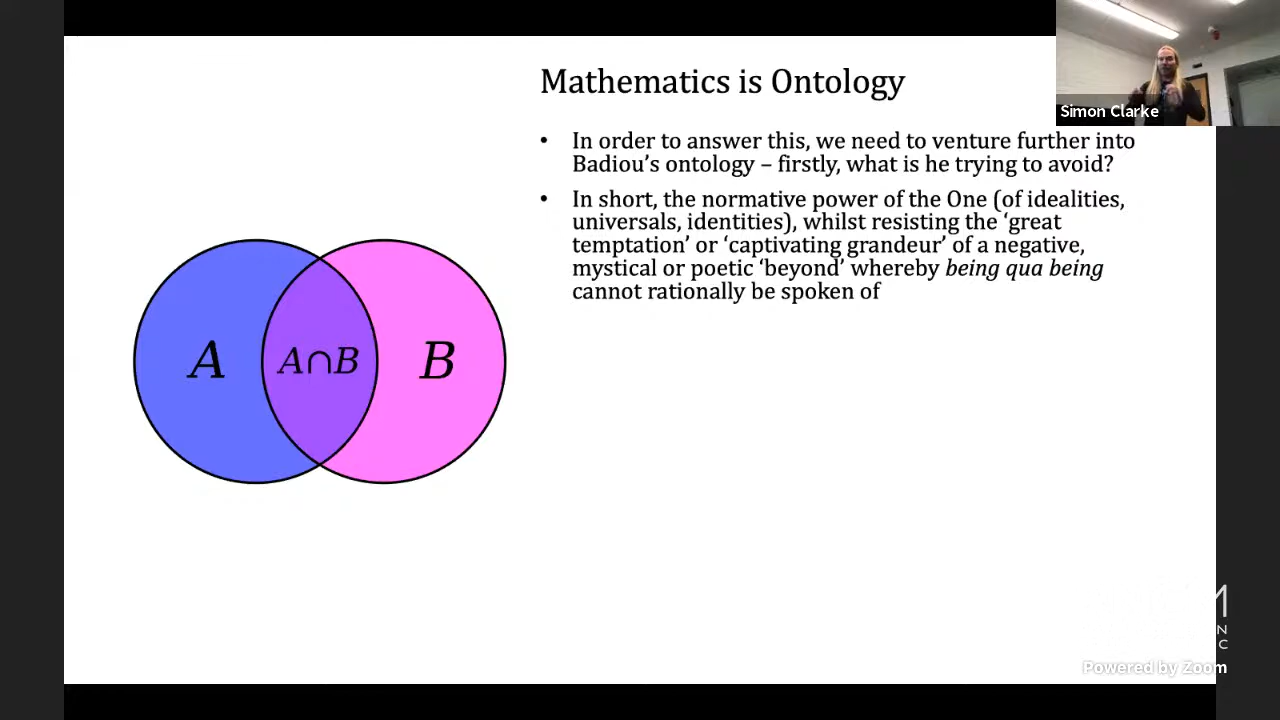 Mathematics is Ontology
Simon Clarke
• In order to answer this, we need to venture further into
Badiou’s ontology – firstly, what is he trying to avoid?
• In short, the normative power of the One (of idealities,
universals, identities), whilst resisting the ‘great
temptation’ or ‘captivating grandeur’ of a negative,
mystical or poetic ‘beyond’ whereby being qua being
cannot rationally be spoken of
A A∩B B
Powered by Zoom